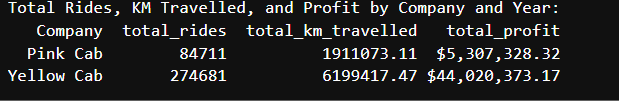 Total Rides, KM Travelled, and Profit by Company and Year:
Company total_rides total_km_travelled total_profit
Pink Cab 84711 1911073.11 $5,307,328.32
Yellow Cab 274681 6199417.47 $44,020,373.17